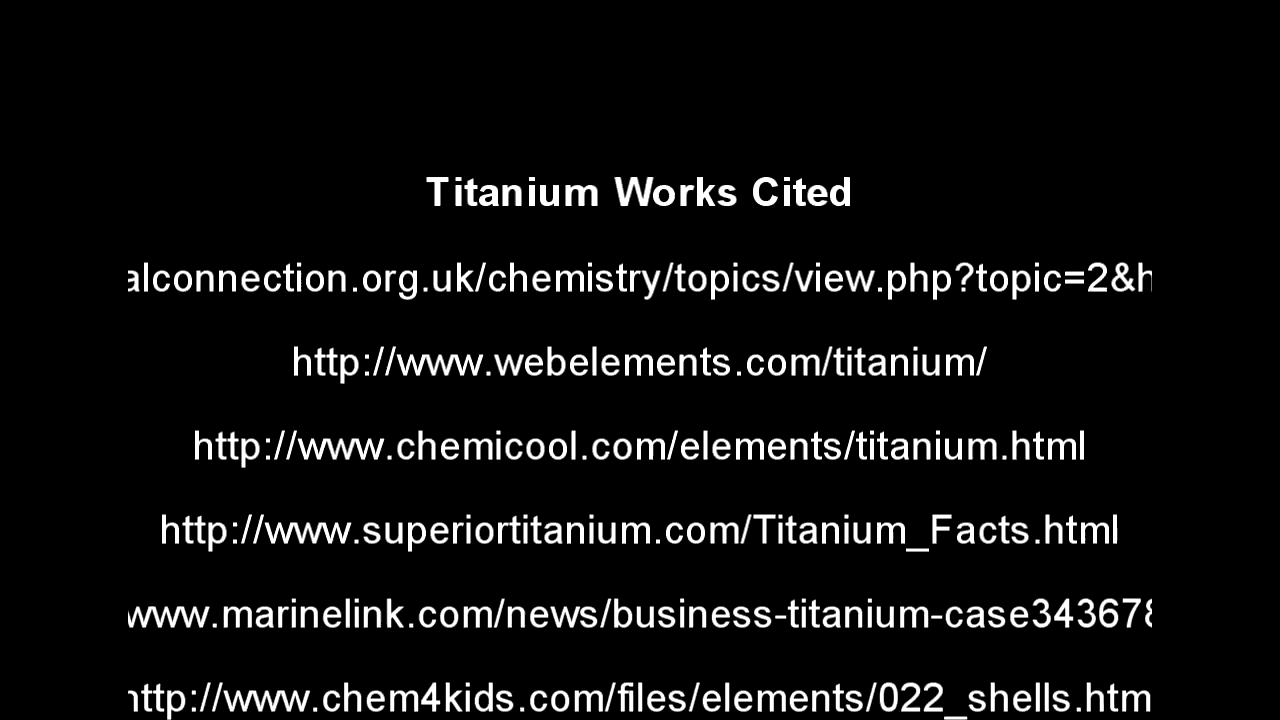 Titanium Works Cited
alconnection.org.uk/chemistry/topics/view.php?topic=2&h
http://www.webelements.com/titanium/
http://www.chemicool.com/elements/titanium.html
http://www.superiortitanium.com/Titanium_Facts.html
www.marinelink.com/news/business-titanium-case343678
http://www.chem4kids.com/files/elements/022_shells.htm